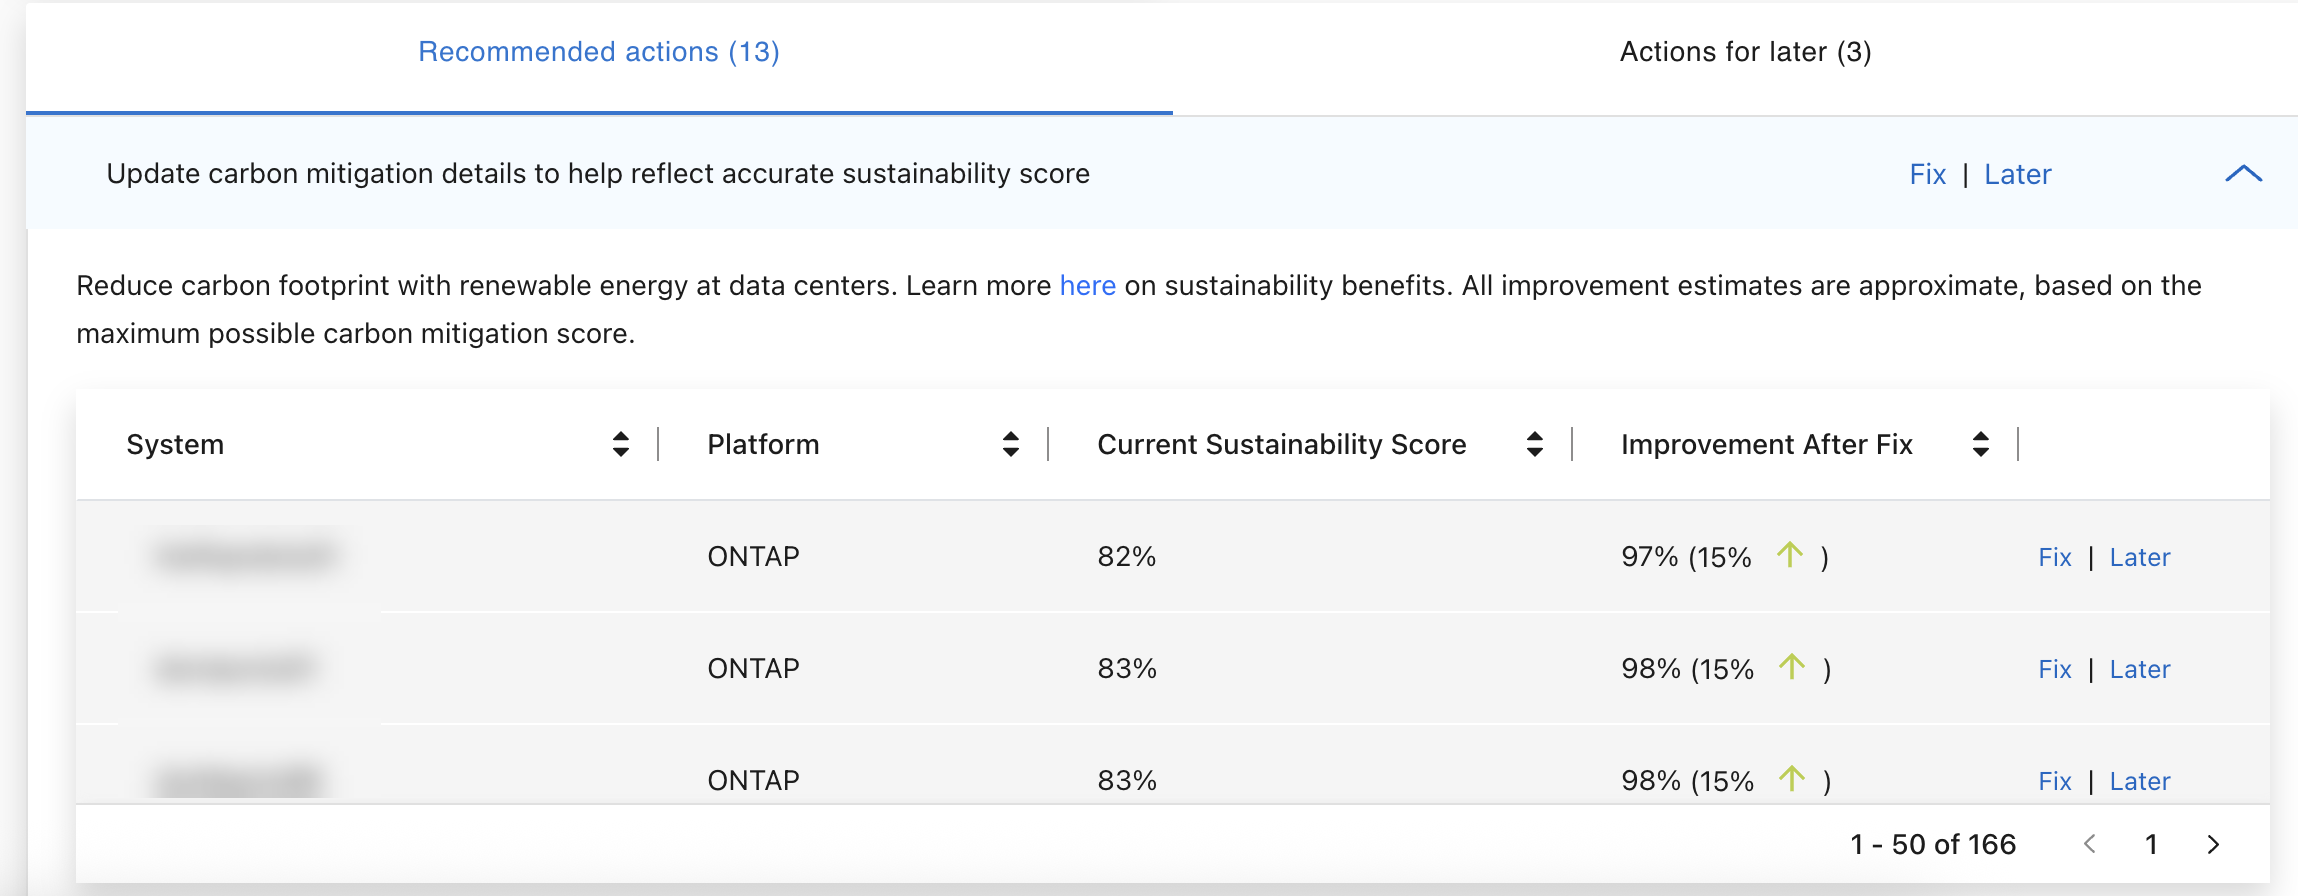 Recommended actions (13)
Actions for later (3)
Update carbon mitigation details to help reflect accurate sustainability score
Fix | Later
Reduce carbon footprint with renewable energy at data centers. Learn more here on sustainability benefits. All improvement estimates are approximate, based on the
maximum possible carbon mitigation score.
System | Platform | Current Sustainability Score | Improvement After Fix |
ONTAP 82% 97% (15% ↑ ) Fix | Later
ONTAP 83% 98% (15% ↑ ) Fix | Later
ONTAP 83% 98% (15% ↑ ) Fix | Later
1 - 50 of 166 < 1 >